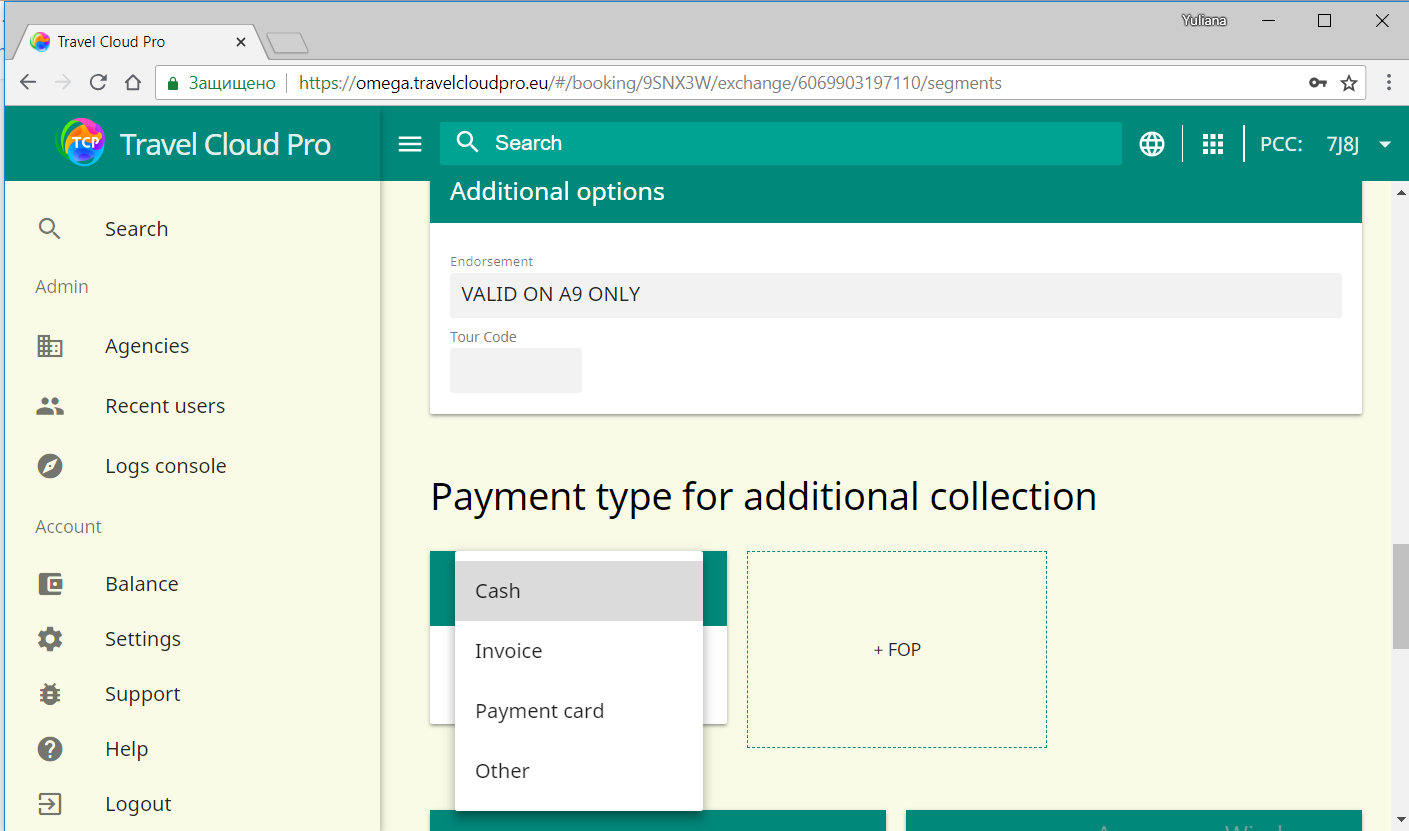 Yuliana
Travel Cloud Pro
Защищено
https://omega.travelcloudpro.eu/#/booking/9SNX3W/exchange/6069903197110/segments
TCP
Travel Cloud Pro
Search
PCC: 7J8J
Search
Admin
Agencies
Recent users
Logs console
Account
Balance
Settings
Support
Help
Logout
Additional options
Endorsement
VALID ON A9 ONLY
Tour Code
Payment type for additional collection
Cash
Invoice
Payment card
Other
+ FOP